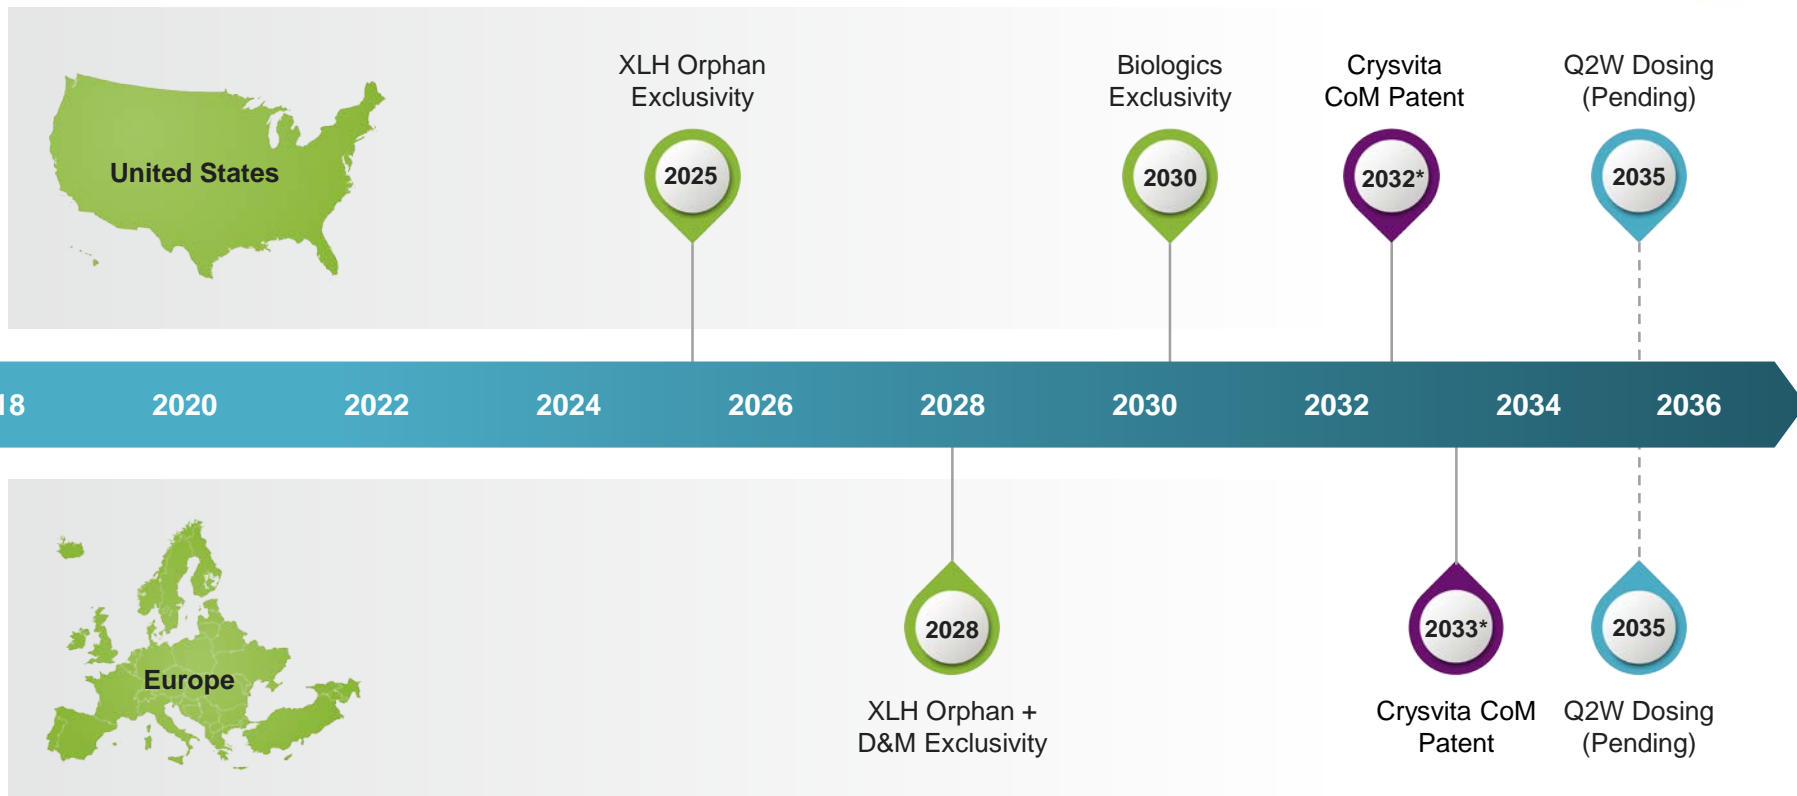 XLH Orphan
Exclusivity
Biologics
Exclusivity
Crysvita
CoM Patent
Q2W Dosing
(Pending)
United States
2025
2030
2032*
2035
18 2020 2022 2024 2026 2028 2030 2032 2034 2036
Europe
2028
2033*
2035
XLH Orphan +
D&M Exclusivity
Crysvita CoM
Patent
Q2W Dosing
(Pending)